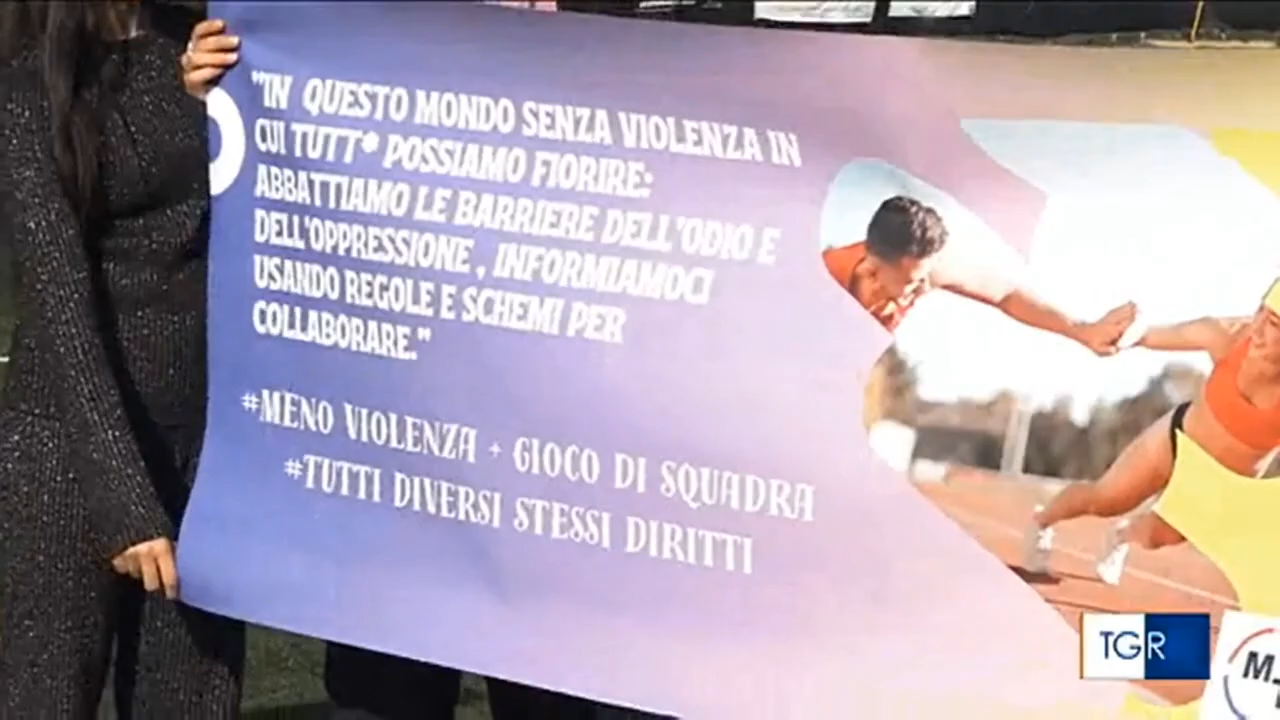 "IN QUESTO MONDO SENZA VIOLENZA IN
CUI TUTT* POSSIAMO FIORIRE:
ABBATTIAMO LE BARRIERE DELL'ODIO E
DELL'OPPRESSIONE, INFORMIAMOCI
USANDO REGOLE E SCHEMI PER
COLLABORARE."
#MENO VIOLENZA + GIOCO DI SQUADRA
#TUTTI DIVERSI STESSI DIRITTI
TGR